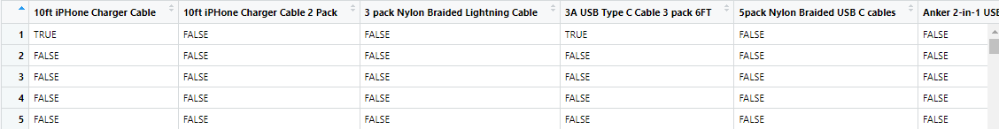 10ft iPHone Charger Cable 10ft iPHone Charger Cable 2 Pack 3 pack Nylon Braided Lightning Cable 3A USB Type C Cable 3 pack 6FT 5pack Nylon Braided USB C cables Anker 2-in-1 USB
1 TRUE FALSE FALSE TRUE FALSE FALSE
2 FALSE FALSE FALSE FALSE FALSE FALSE
3 FALSE FALSE FALSE FALSE FALSE FALSE
4 FALSE FALSE FALSE FALSE FALSE FALSE
5 FALSE FALSE FALSE FALSE FALSE FALSE